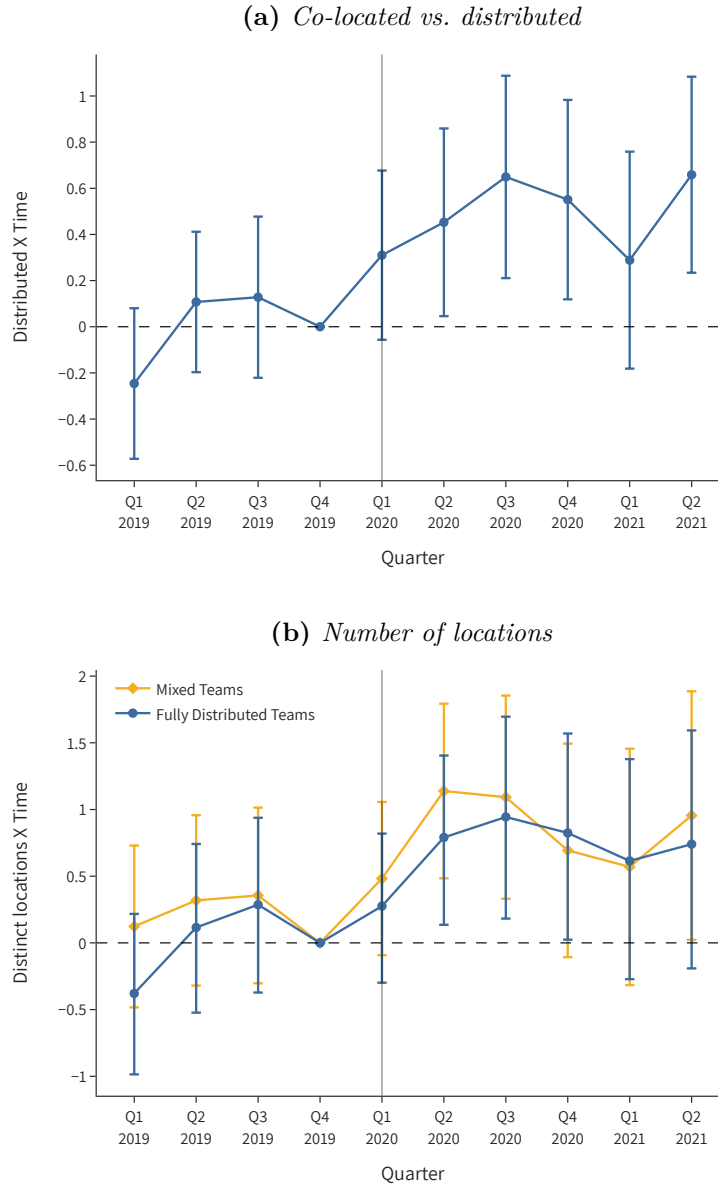 (a) Co-located vs. distributed
1
0.8
0.6
0.4
0.2
0
−0.2
−0.4
−0.6
Distributed X Time
Q1 Q2 Q3 Q4 Q1 Q2 Q3 Q4 Q1 Q2
2019 2019 2019 2019 2020 2020 2020 2020 2021 2021
Quarter
(b) Number of locations
Mixed Teams
Fully Distributed Teams
2
1.5
1
0.5
0
−0.5
−1
Distinct locations X Time
Q1 Q2 Q3 Q4 Q1 Q2 Q3 Q4 Q1 Q2
2019 2019 2019 2019 2020 2020 2020 2020 2021 2021
Quarter